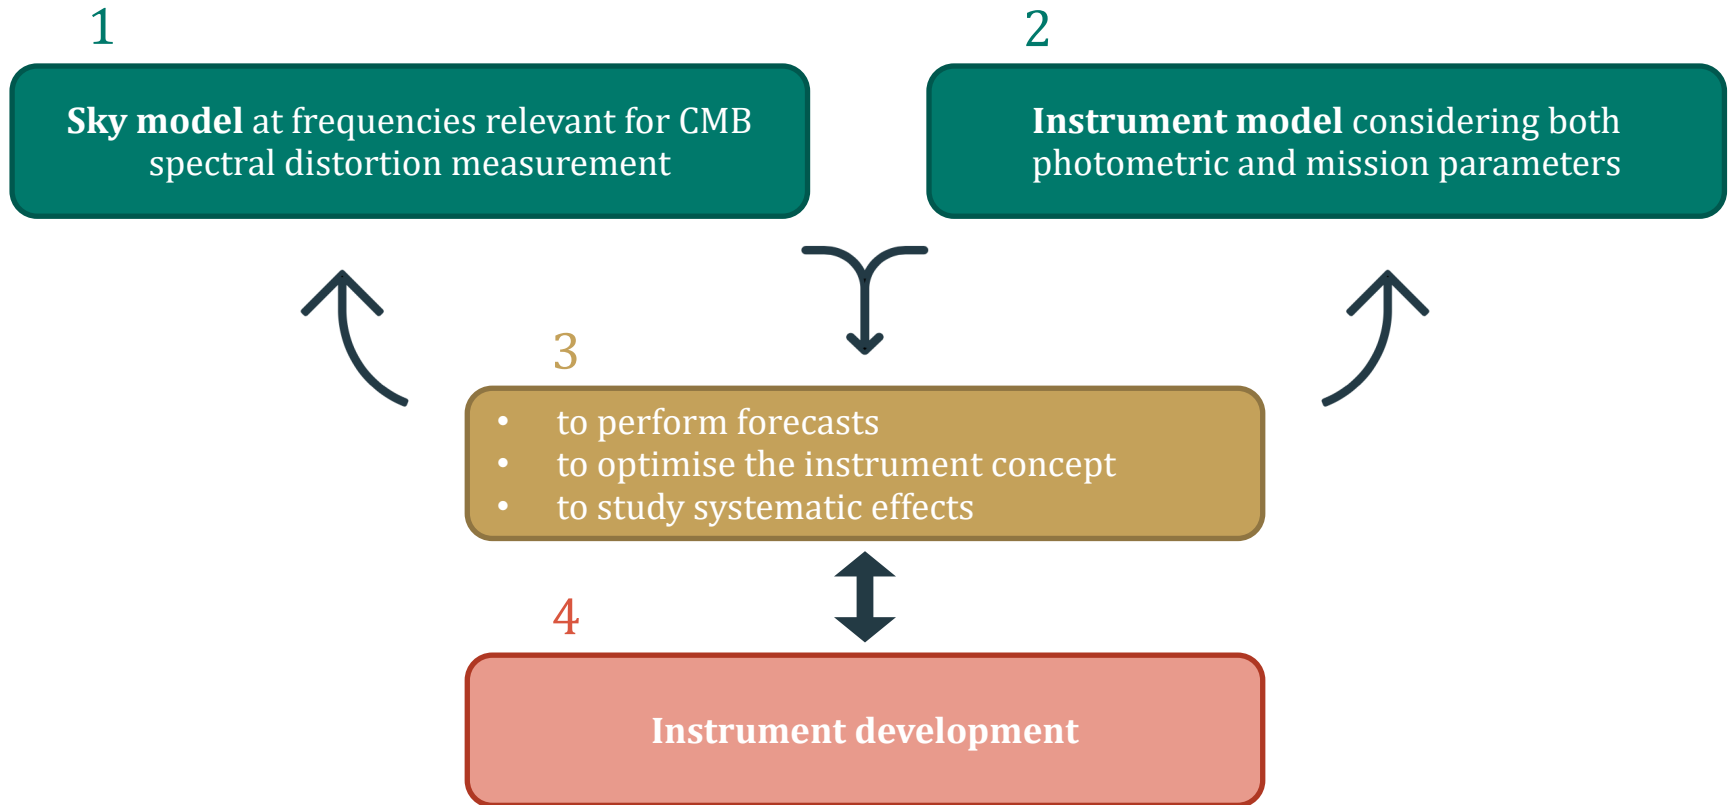 1
2
Sky model at frequencies relevant for CMB
spectral distortion measurement
Instrument model considering both
photometric and mission parameters
3
• to perform forecasts
• to optimise the instrument concept
• to study systematic effects
4
Instrument development